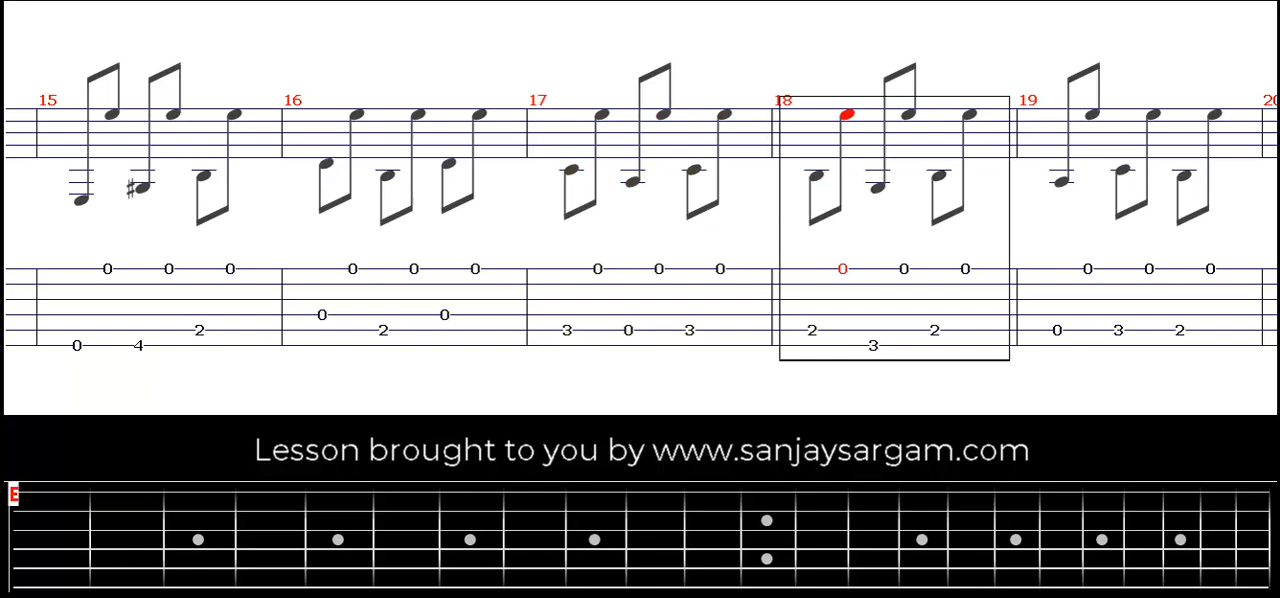 15 16 17 18 19 20
0 0 0 0 0 0 0 0 0 0 0 0 0 0 0
0 0
2 2 3 0 3 2 2 0 3 2
0 4 3
Lesson brought to you by www.sanjaysargam.com
E